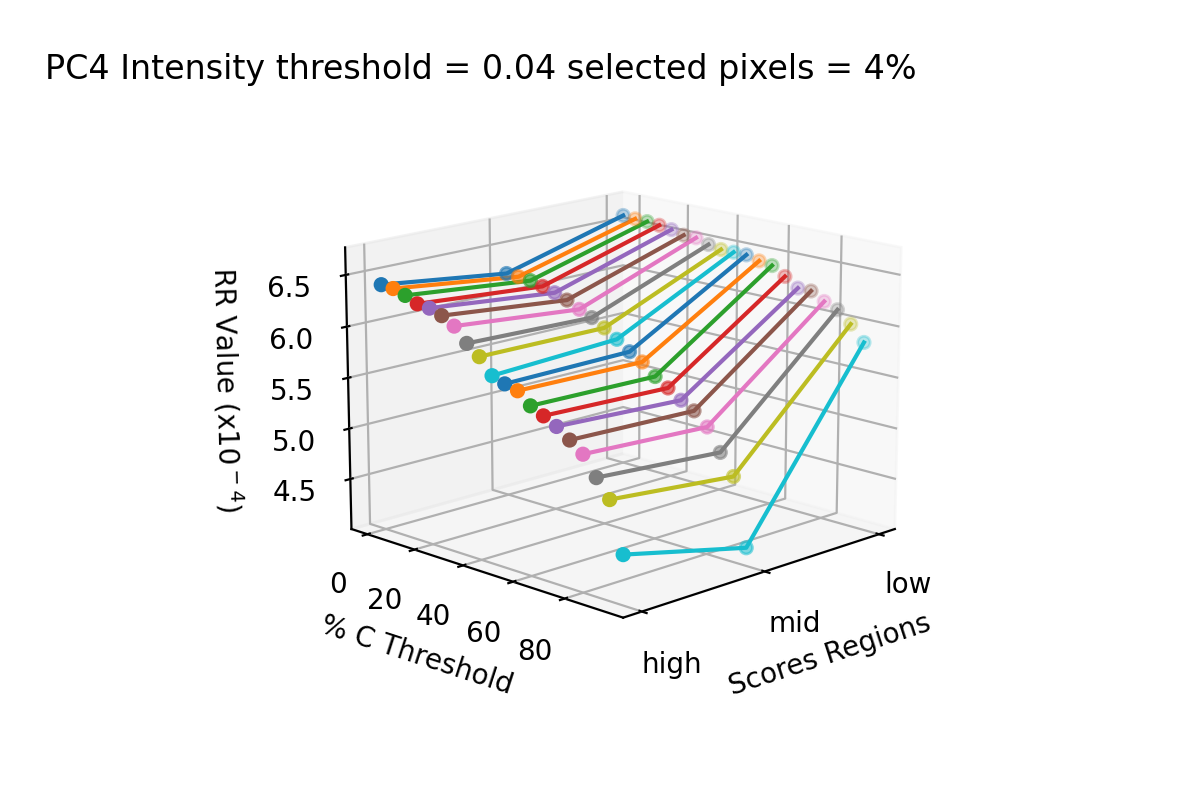 PC4 Intensity threshold = 0.04 selected pixels = 4%
RR Value (x10⁻⁴)
6.5
6.0
5.5
5.0
4.5
0
20
40
60
80
% C Threshold
high
mid
low
Scores Regions